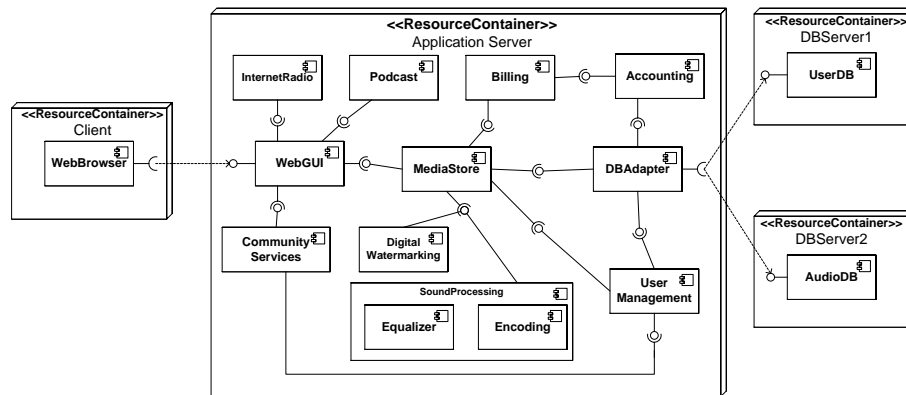 <<ResourceContainer>>
Client
WebBrowser
<<ResourceContainer>>
Application Server
InternetRadio
Podcast
Billing
Accounting
WebGUI
MediaStore
DBAdapter
Community
Services
Digital
Watermarking
User
Management
SoundProcessing
Equalizer
Encoding
<<ResourceContainer>>
DBServer1
UserDB
<<ResourceContainer>>
DBServer2
AudioDB